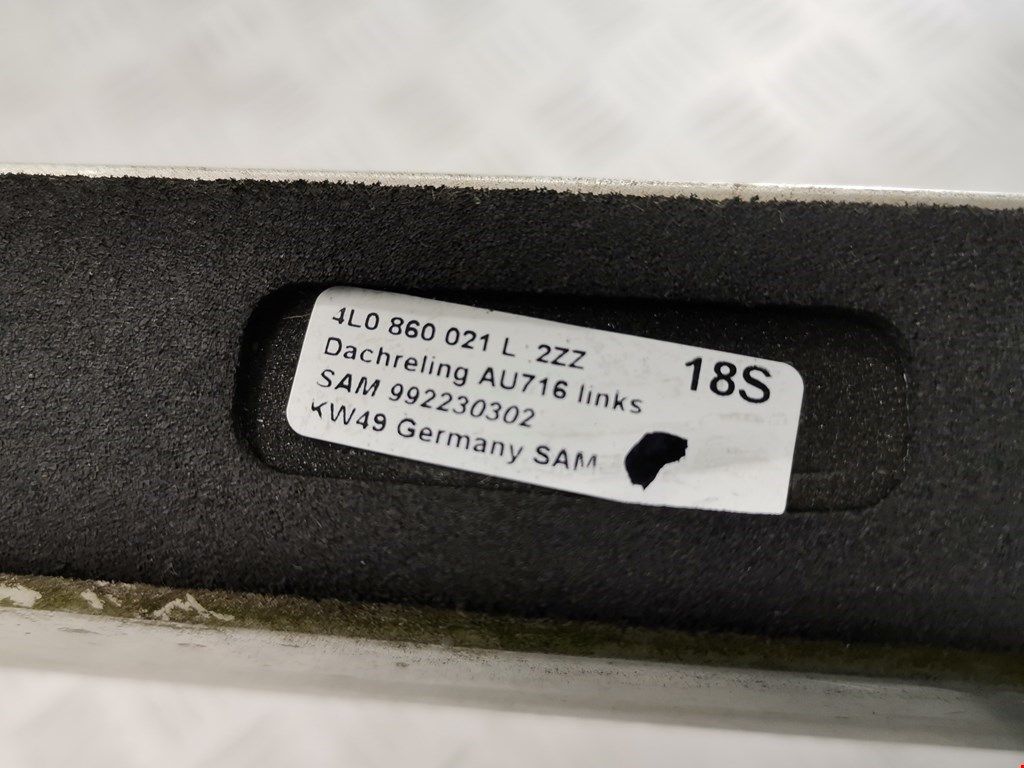 4L0 860 021 L 2ZZ
Dachreling AU716 links
18S
SAM 992230302
KW49 Germany SAM